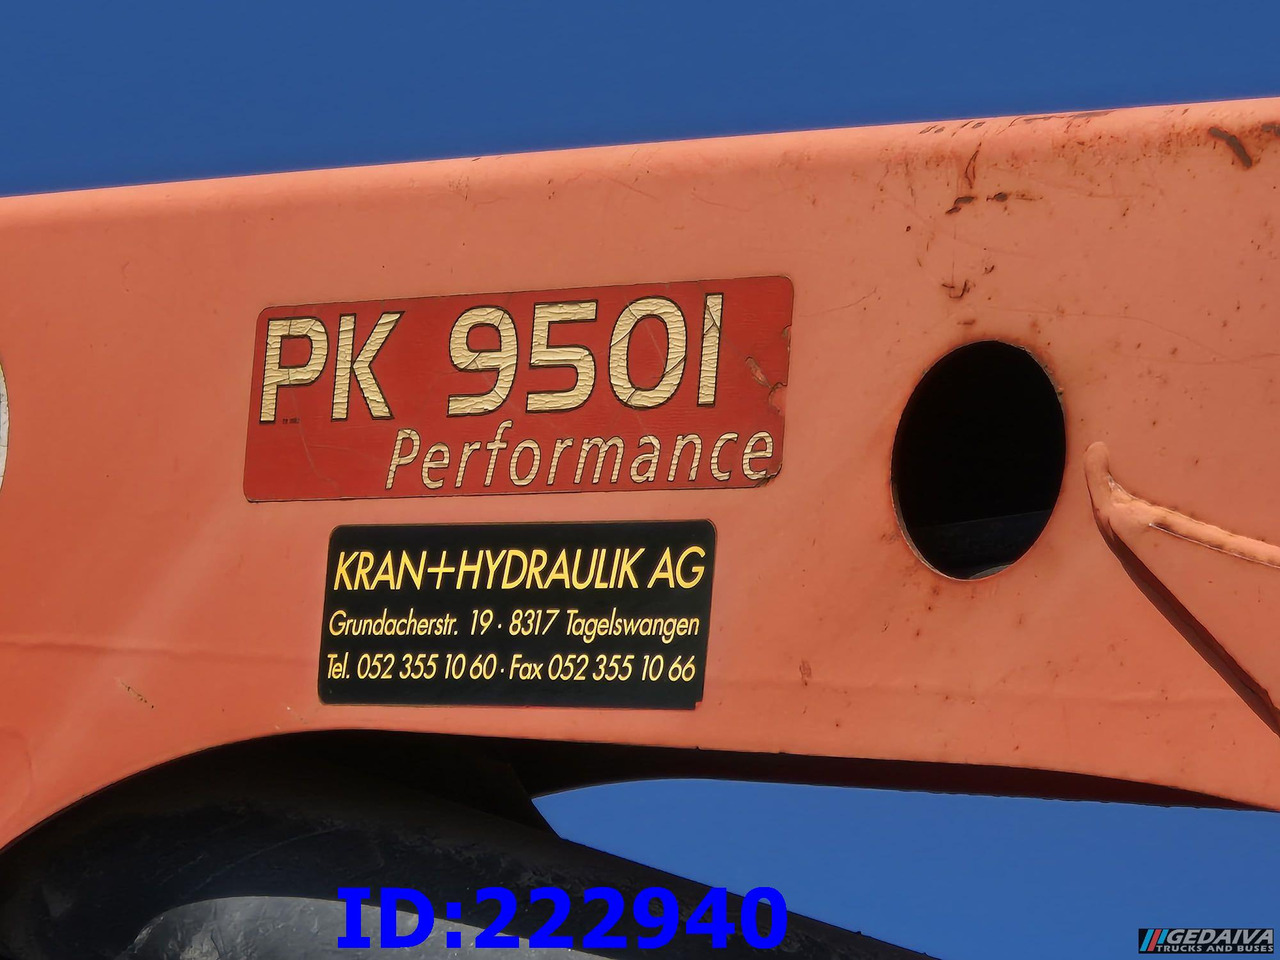 PK 9501
Performance
KRAN+HYDRAULIK AG
Grundacherstr. 19 · 8317 Tagelswangen
Tel. 052 355 10 60 · Fax 052 355 10 66
ID:222940
GEDAIVA
TRUCKS AND BUSES